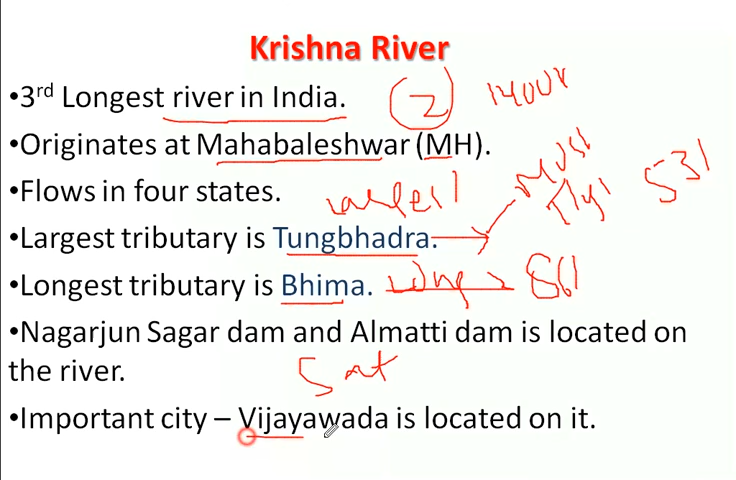 Krishna River
•3rd Longest river in India. 2 1400k
•Originates at Mahabaleshwar (MH).
•Flows in four states.
•Largest tributary is Tungbhadra. 531
•Longest tributary is Bhima. 861
•Nagarjun Sagar dam and Almatti dam is located on
the river.
•Important city – Vijayawada is located on it.